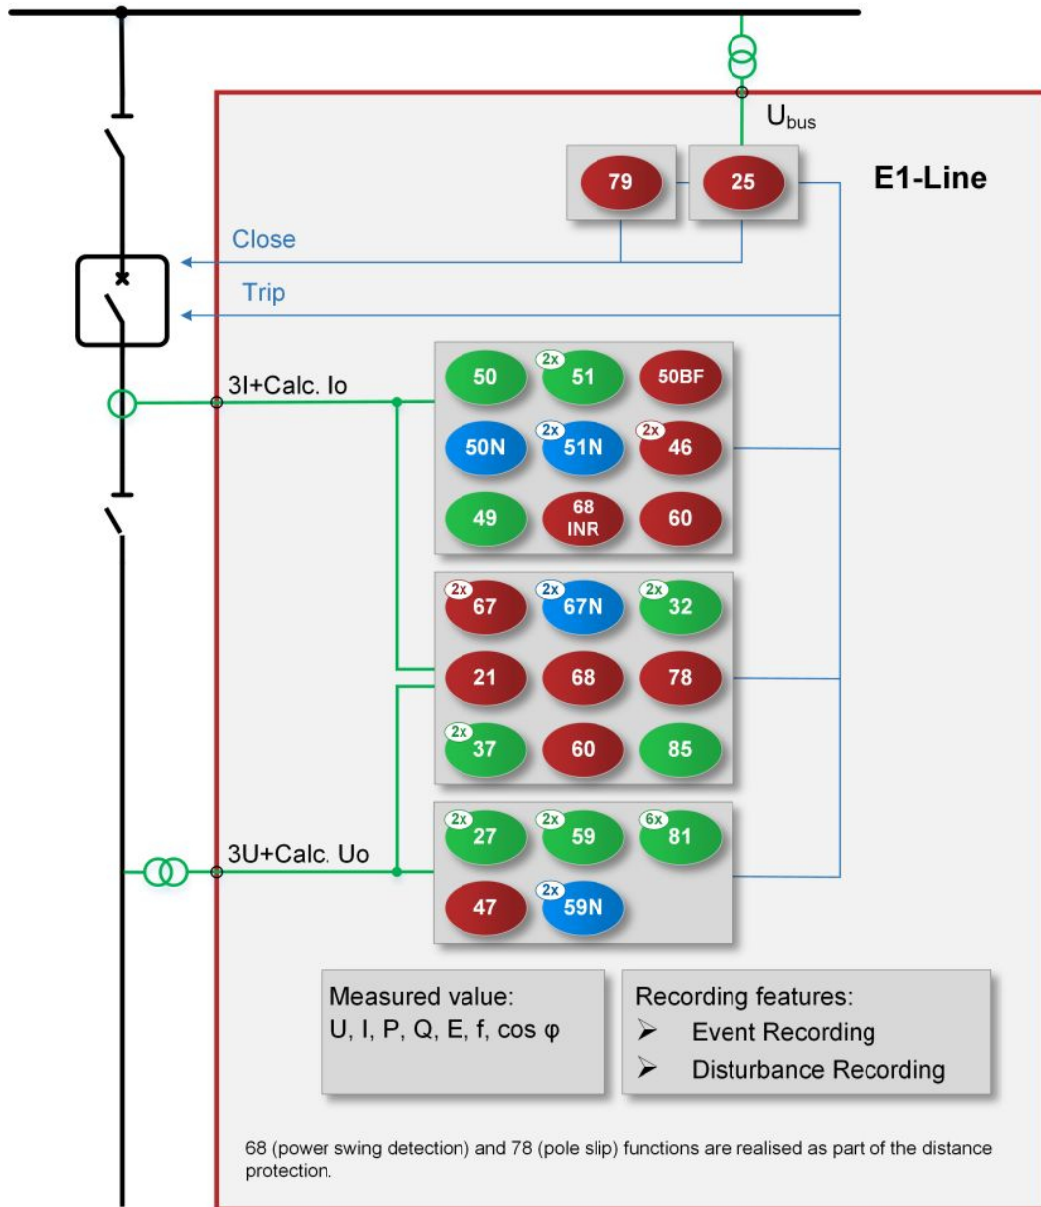 U bus
E1-Line
79
25
Close
Trip
3I+Calc. Io
50
2x
51
50BF
50N
2x
51N
2x
46
49
68
INR
60
2x
67
2x
67N
2x
32
21
68
78
2x
37
60
85
3U+Calc. Uo
2x
27
2x
59
6x
81
47
2x
59N
Measured value:
U, I, P, Q, E, f, cos φ
Recording features:
➢ Event Recording
➢ Disturbance Recording
68 (power swing detection) and 78 (pole slip) functions are realised as part of the distance
protection.